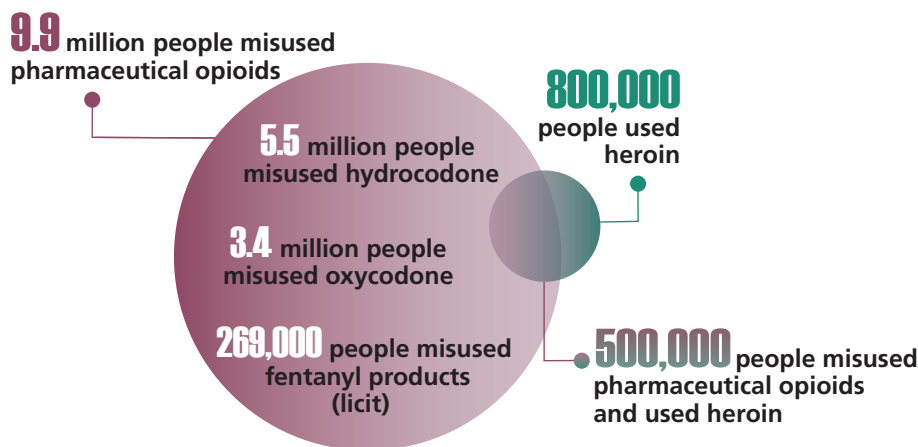 9.9 million people misused
pharmaceutical opioids
800,000
people used
heroin
5.5 million people
misused hydrocodone
3.4 million people
misused oxycodone
269,000 people misused
fentanyl products
(licit)
500,000 people misused
pharmaceutical opioids
and used heroin